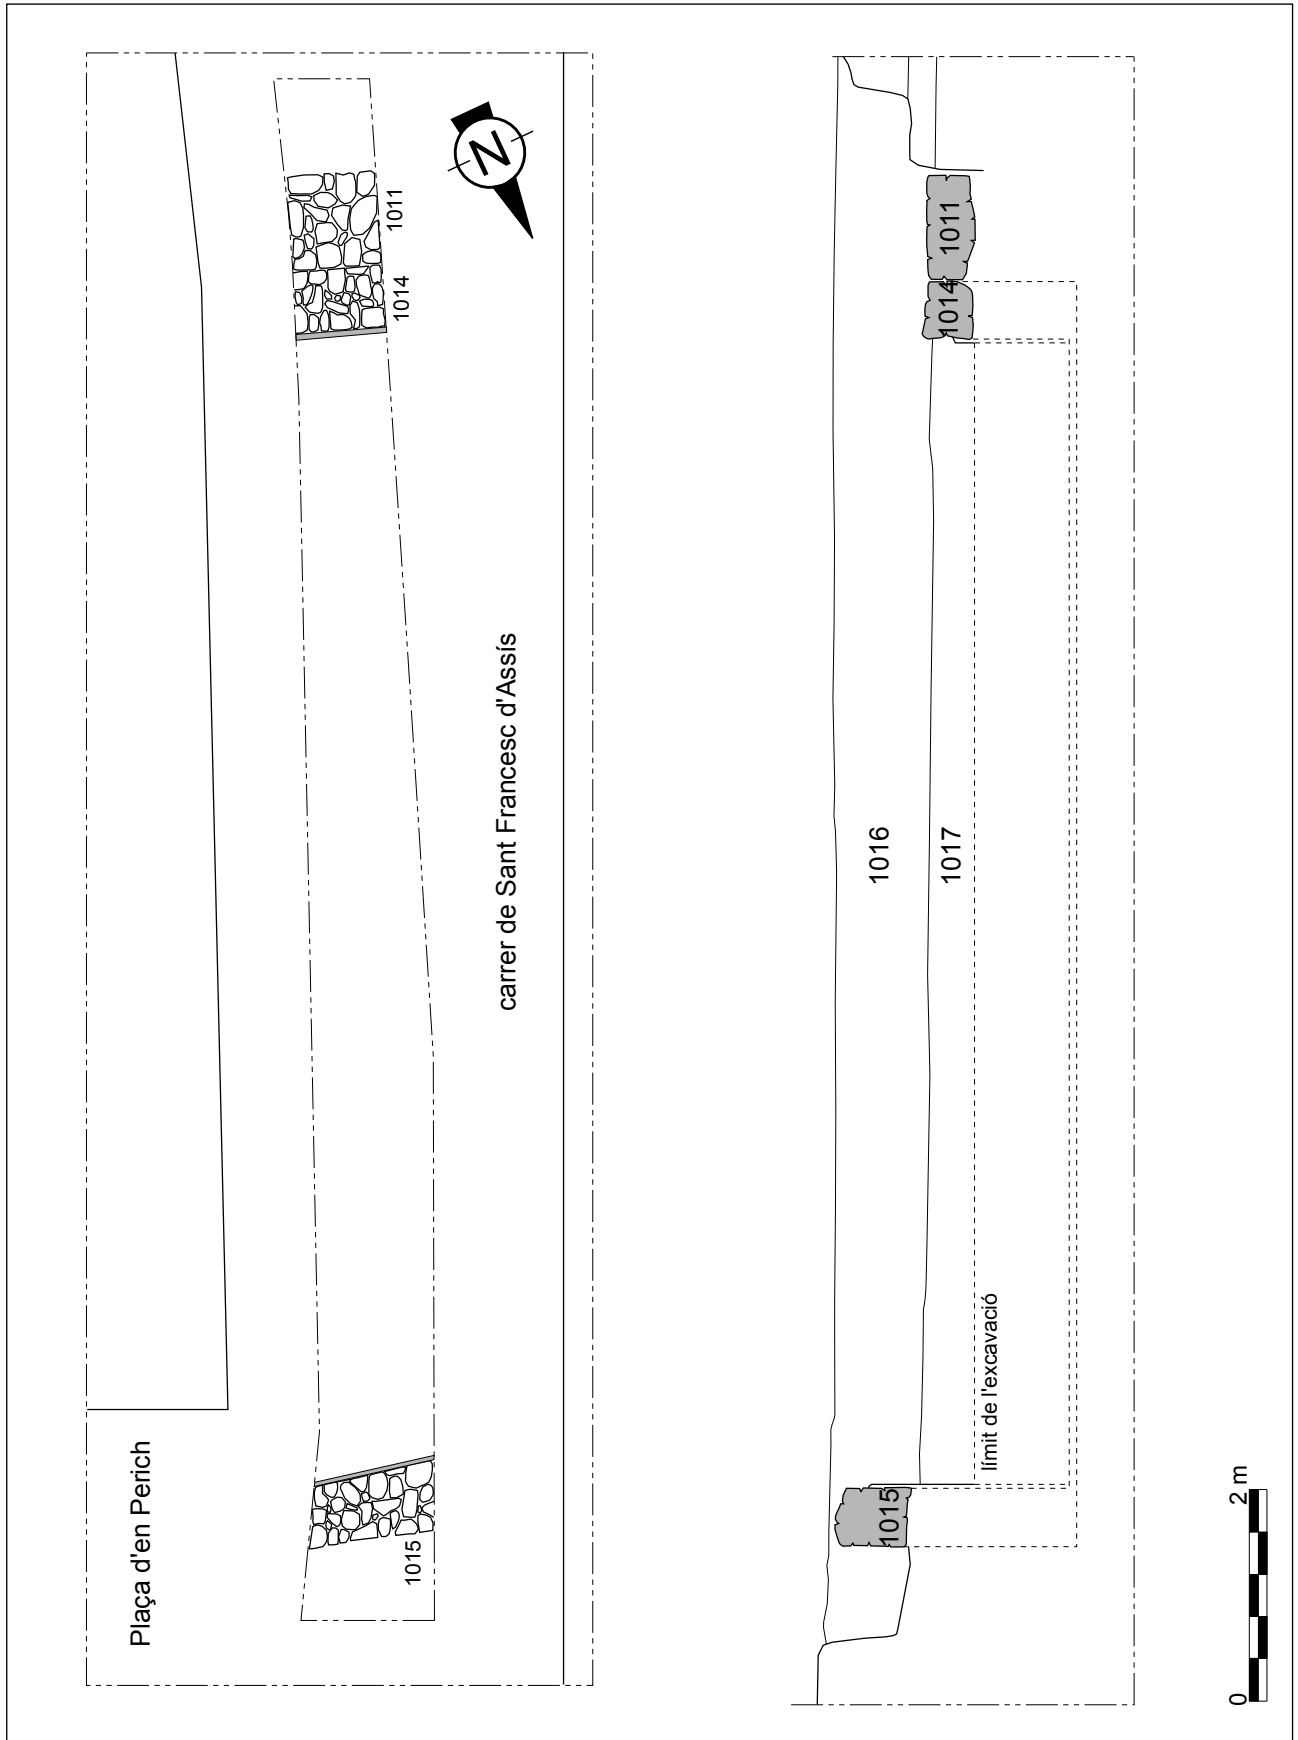 Plaça d'en Perich
carrer de Sant Francesc d'Assís
1015
1014
1011
N
1015
1016
1017
1014
1011
límit de l'excavació
0
2 m